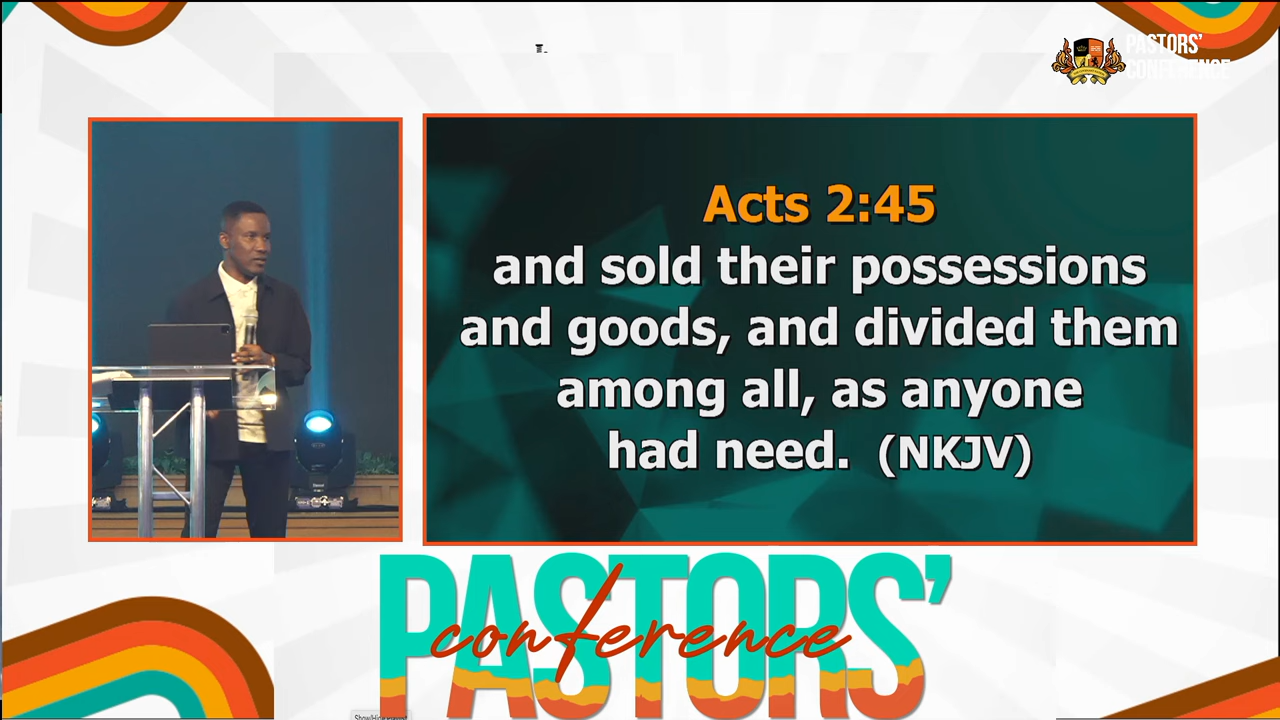 PASTORS'
CONFERENCE
Acts 2:45
and sold their possessions
and goods, and divided them
among all, as anyone
had need. (NKJV)
PASTORS'
conference